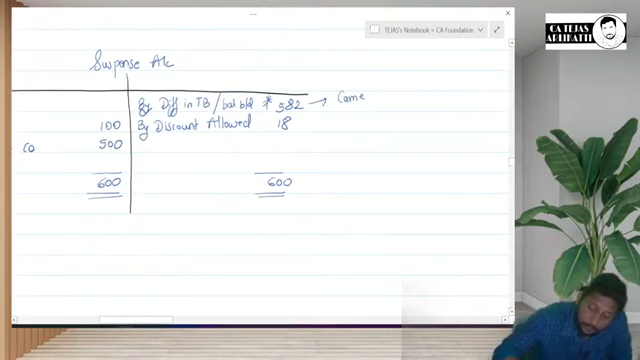 TEJAS's Notebook > CA Foundation
CA TEJAS
ARLIKATTI
Suspense A/c
By Diff in TB / bal b/d * 582 → Came
100 By Discount Allowed 18
Co. 500
600 600